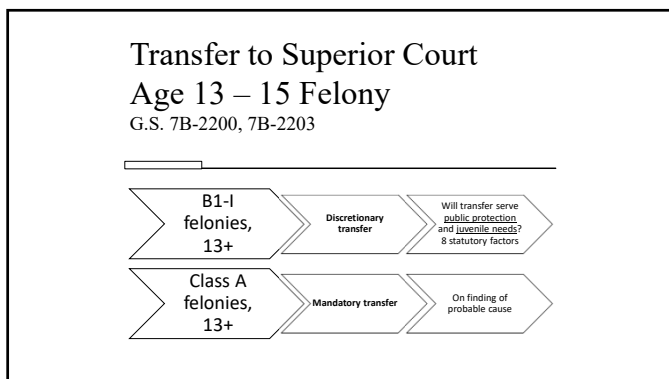 Transfer to Superior Court
Age 13 – 15 Felony
G.S. 7B-2200, 7B-2203
B1-I
felonies,
13+
Discretionary
transfer
Will transfer serve
public protection
and juvenile needs?
8 statutory factors
Class A
felonies,
13+
Mandatory transfer
On finding of
probable cause